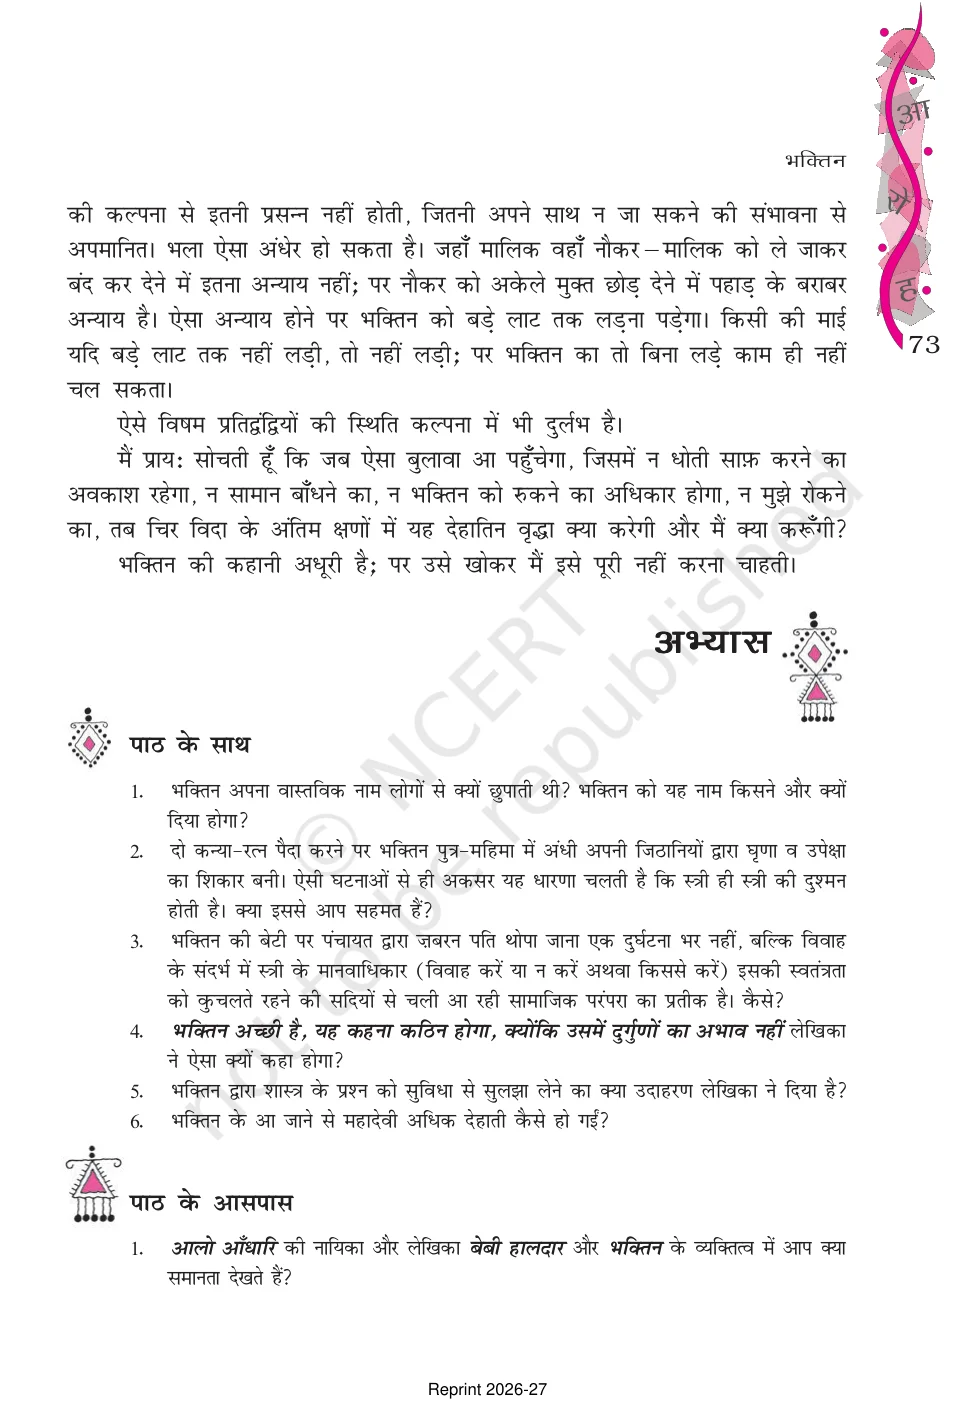 आ
रो
ह
भक्तिन
73
की कल्पना से इतनी प्रसन्न नहीं होती, जितनी अपने साथ न जा सकने की संभावना से
अपमानित। भला ऐसा अंधेर हो सकता है। जहाँ मालिक वहाँ नौकर–मालिक को ले जाकर
बंद कर देने में इतना अन्याय नहीं; पर नौकर को अकेले मुक्त छोड़ देने में पहाड़ के बराबर
अन्याय है। ऐसा अन्याय होने पर भक्तिन को बड़े लाट तक लड़ना पड़ेगा। किसी की माई
यदि बड़े लाट तक नहीं लड़ी, तो नहीं लड़ी; पर भक्तिन का तो बिना लड़े काम ही नहीं
चल सकता।
ऐसे विषम प्रतिद्वंद्वियों की स्थिति कल्पना में भी दुर्लभ है।
मैं प्राय: सोचती हूँ कि जब ऐसा बुलावा आ पहुँचेगा, जिसमें न धोती साफ़ करने का
अवकाश रहेगा, न सामान बाँधने का, न भक्तिन को रुकने का अधिकार होगा, न मुझे रोकने
का, तब चिर विदा के अंतिम क्षणों में यह देहातिन वृद्धा क्या करेगी और मैं क्या करूँगी?
भक्तिन की कहानी अधूरी है; पर उसे खोकर मैं इसे पूरी नहीं करना चाहती।
अभ्यास
पाठ के साथ
1. भक्तिन अपना वास्तविक नाम लोगों से क्यों छुपाती थी? भक्तिन को यह नाम किसने और क्यों
दिया होगा?
2. दो कन्या-रत्न पैदा करने पर भक्तिन पुत्र-महिमा में अंधी अपनी जिठानियों द्वारा घृणा व उपेक्षा
का शिकार बनी। ऐसी घटनाओं से ही अकसर यह धारणा चलती है कि स्त्री ही स्त्री की दुश्मन
होती है। क्या इससे आप सहमत हैं?
3. भक्तिन की बेटी पर पंचायत द्वारा ज़बरन पति थोपा जाना एक दुर्घटना भर नहीं, बल्कि विवाह
के संदर्भ में स्त्री के मानवाधिकार (विवाह करें या न करें अथवा किससे करें) इसकी स्वतंत्रता
को कुचलते रहने की सदियों से चली आ रही सामाजिक परंपरा का प्रतीक है। कैसे?
4. भक्तिन अच्छी है, यह कहना कठिन होगा, क्योंकि उसमें दुर्गुणों का अभाव नहीं लेखिका
ने ऐसा क्यों कहा होगा?
5. भक्तिन द्वारा शास्त्र के प्रश्न को सुविधा से सुलझा लेने का क्या उदाहरण लेखिका ने दिया है?
6. भक्तिन के आ जाने से महादेवी अधिक देहाती कैसे हो गईं?
पाठ के आसपास
1. आलो आँधारि की नायिका और लेखिका बेबी हालदार और भक्तिन के व्यक्तित्व में आप क्या
समानता देखते हैं?
© NCERT
not to be republished
Reprint 2026-27